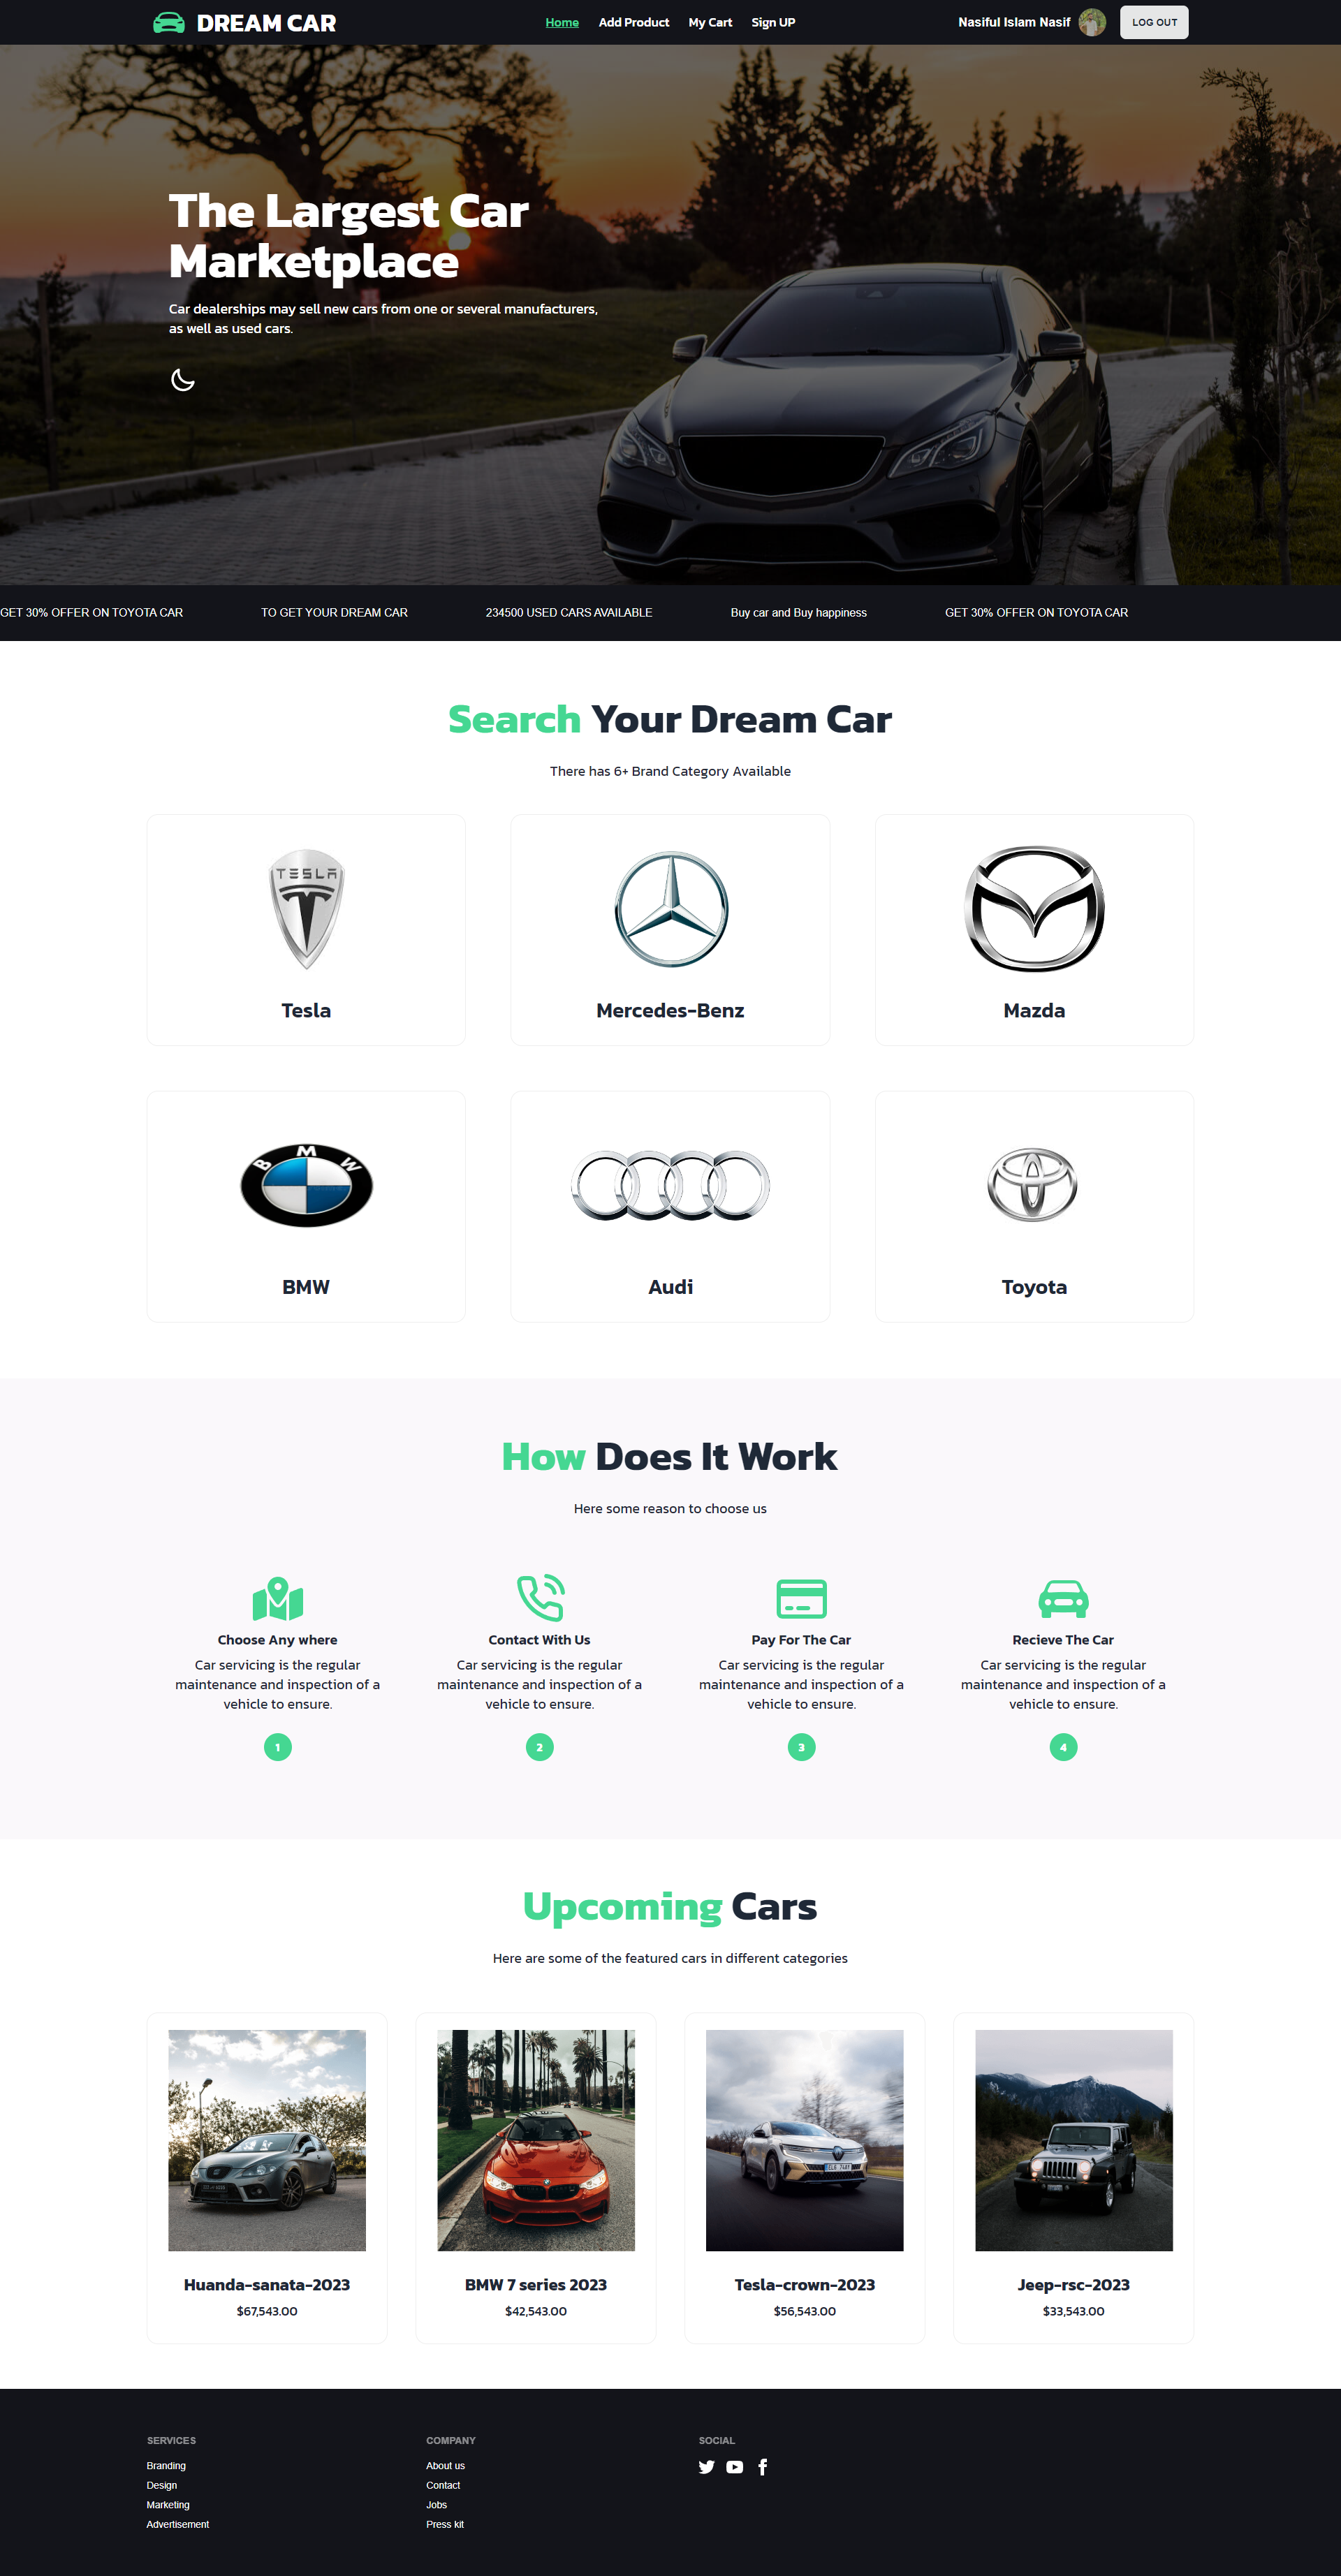 DREAM CAR
Home Add Product My Cart Sign UP
Nasiful Islam Nasif
LOG OUT
The Largest Car
Marketplace
Car dealerships may sell new cars from one or several manufacturers,
as well as used cars.
GET 30% OFFER ON TOYOTA CAR TO GET YOUR DREAM CAR 234500 USED CARS AVAILABLE Buy car and Buy happiness GET 30% OFFER ON TOYOTA CAR
Search Your Dream Car
There has 6+ Brand Category Available
TESLA
Tesla
Mercedes-Benz
Mazda
BMW
BMW
Audi
Toyota
How Does It Work
Here some reason to choose us
Choose Any where
Car servicing is the regular
maintenance and inspection of a
vehicle to ensure.
1
Contact With Us
Car servicing is the regular
maintenance and inspection of a
vehicle to ensure.
2
Pay For The Car
Car servicing is the regular
maintenance and inspection of a
vehicle to ensure.
3
Recieve The Car
Car servicing is the regular
maintenance and inspection of a
vehicle to ensure.
4
Upcoming Cars
Here are some of the featured cars in different categories
Huanda-sanata-2023
$67,543.00
BMW 7 series 2023
$42,543.00
Tesla-crown-2023
$56,543.00
Jeep-rsc-2023
$33,543.00
SERVICES
Branding
Design
Marketing
Advertisement
COMPANY
About us
Contact
Jobs
Press kit
SOCIAL